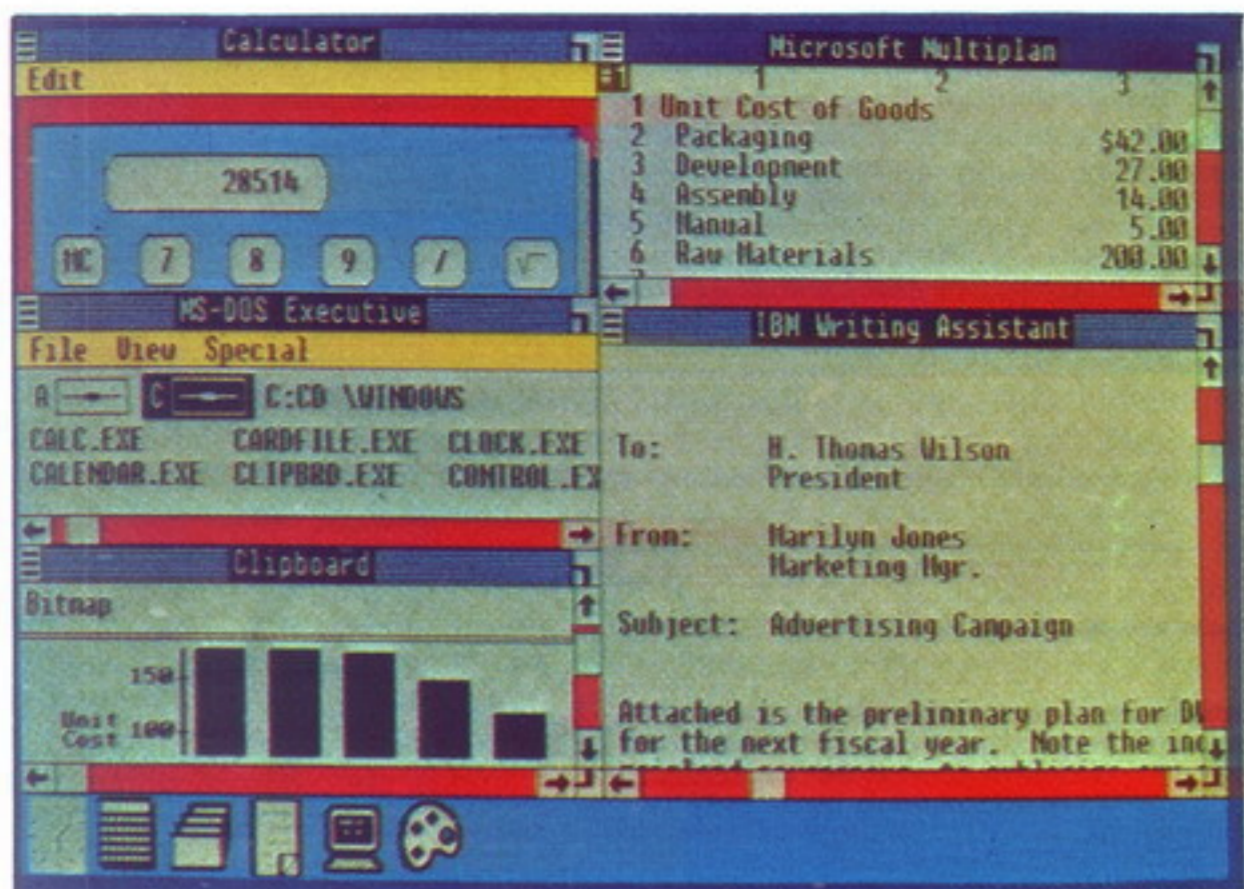 Calculator
Edit
28514
MC 7 8 9 / √
MS-DOS Executive
File View Special
A C C:CD \WINDOWS
CALC.EXE CARDFILE.EXE CLOCK.EXE
CALENDAR.EXE CLIPBRD.EXE CONTROL.EX
Clipboard
Bitmap
150
Unit
Cost 100
Microsoft Multiplan
#1 1 2 3
1 Unit Cost of Goods
2 Packaging $42.00
3 Development 27.00
4 Assembly 14.00
5 Manual 5.00
6 Raw Materials 200.00
IBM Writing Assistant
To: H. Thomas Wilson
President
From: Marilyn Jones
Marketing Mgr.
Subject: Advertising Campaign
Attached is the preliminary plan for
for the next fiscal year. Note the inc